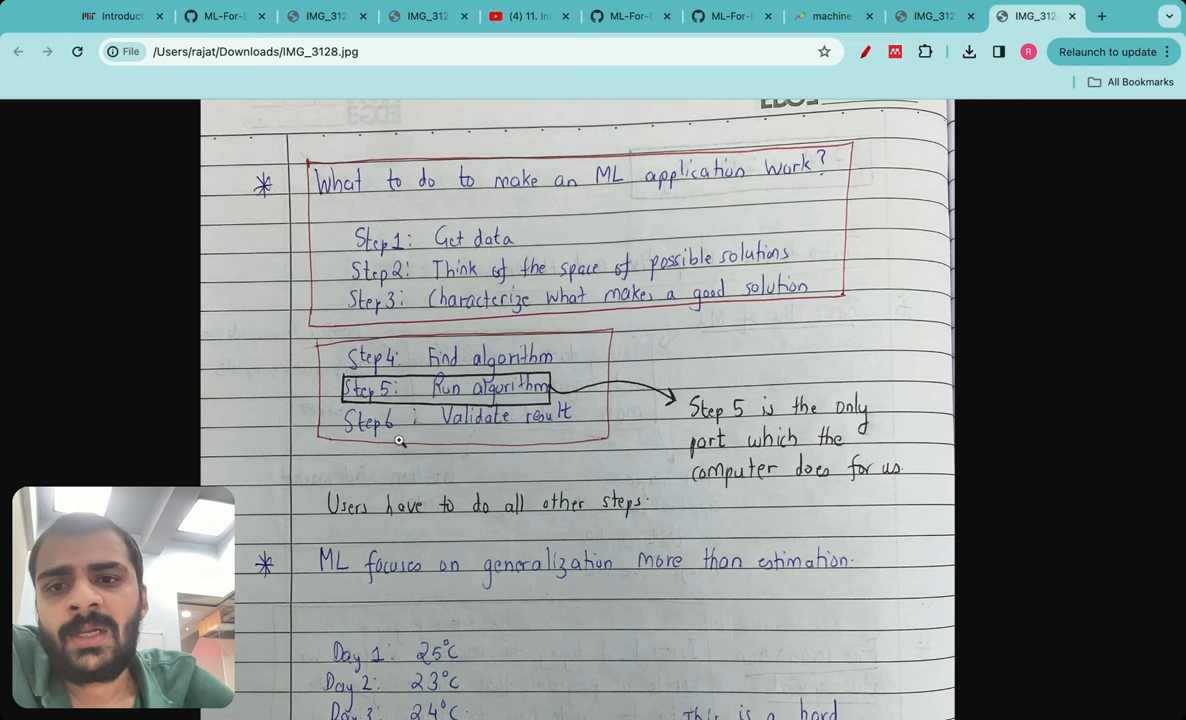 Introduct
ML-For-
IMG_312
IMG_312
(4) 11. In
ML-For-
ML-For-
machine
IMG_312
IMG_312
File /Users/rajat/Downloads/IMG_3128.jpg
R
Relaunch to update
All Bookmarks
EDGE
* What to do to make an ML application work?
Step 1: Get data
Step 2: Think of the space of possible solutions
Step 3: Characterize what makes a good solution
Step 4: Find algorithm
Step 5: Run algorithm
Step 6 : Validate result
Step 5 is the only
part which the
computer does for us.
Users have to do all other steps.
* ML focuses on generalization more than estimation.
Day 1: 25°C
Day 2: 23°C
Day 3: 24°C.
This is a hard